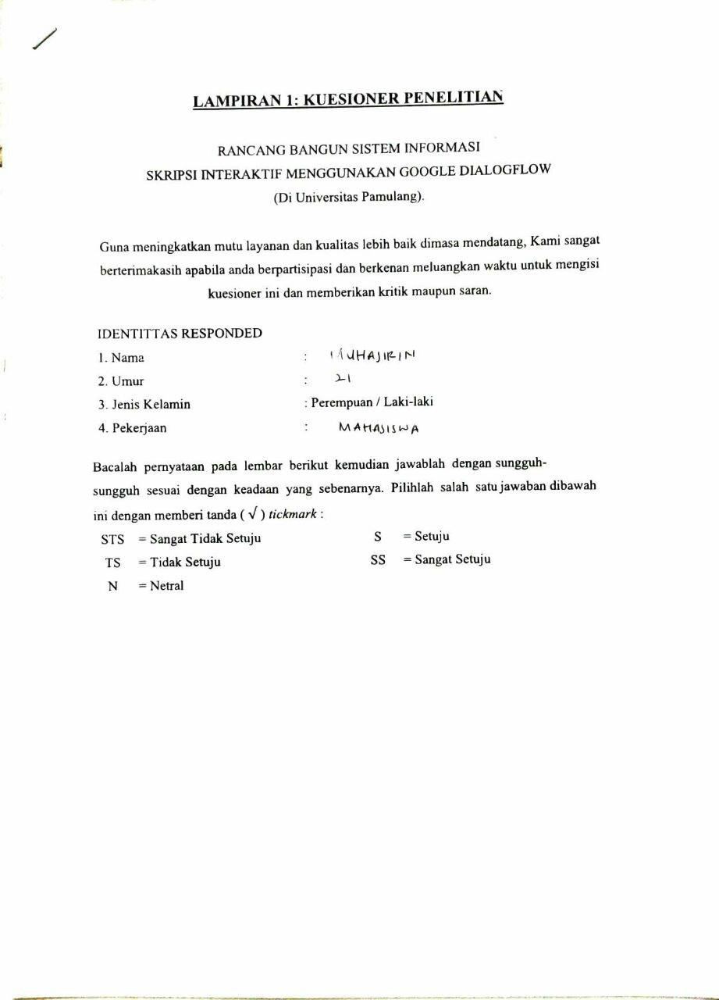 LAMPIRAN 1: KUESIONER PENELITIAN
RANCANG BANGUN SISTEM INFORMASI
SKRIPSI INTERAKTIF MENGGUNAKAN GOOGLE DIALOGFLOW
(Di Universitas Pamulang).
Guna meningkatkan mutu layanan dan kualitas lebih baik dimasa mendatang, Kami sangat
berterimakasih apabila anda berpartisipasi dan berkenan meluangkan waktu untuk mengisi
kuesioner ini dan memberikan kritik maupun saran.
IDENTITTAS RESPONDED
1. Nama : MUHAJIRIN
2. Umur : 21
3. Jenis Kelamin : Perempuan / Laki-laki
4. Pekerjaan : MAHASISWA
Bacalah pernyataan pada lembar berikut kemudian jawablah dengan sungguh-
sungguh sesuai dengan keadaan yang sebenarnya. Pilihlah salah satu jawaban dibawah
ini dengan memberi tanda ( √ ) tickmark :
STS = Sangat Tidak Setuju S = Setuju
TS = Tidak Setuju SS = Sangat Setuju
N = Netral